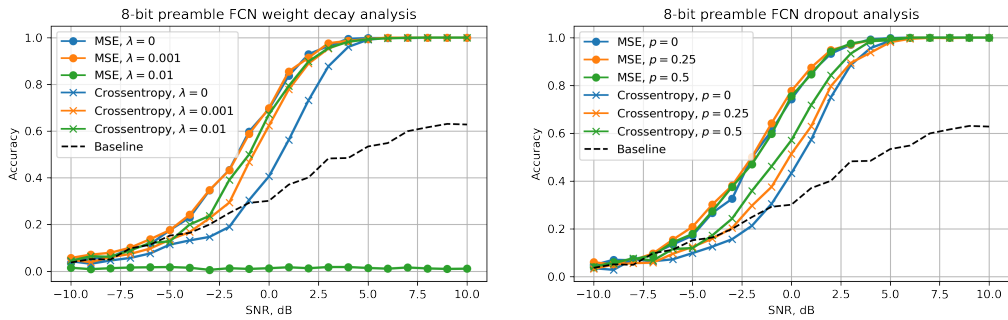 8-bit preamble FCN weight decay analysis
Accuracy
1.0
0.8
0.6
0.4
0.2
0.0
MSE, λ = 0
MSE, λ = 0.001
MSE, λ = 0.01
Crossentropy, λ = 0
Crossentropy, λ = 0.001
Crossentropy, λ = 0.01
Baseline
−10.0 −7.5 −5.0 −2.5 0.0 2.5 5.0 7.5 10.0
SNR, dB
8-bit preamble FCN dropout analysis
Accuracy
1.0
0.8
0.6
0.4
0.2
0.0
MSE, p = 0
MSE, p = 0.25
MSE, p = 0.5
Crossentropy, p = 0
Crossentropy, p = 0.25
Crossentropy, p = 0.5
Baseline
−10.0 −7.5 −5.0 −2.5 0.0 2.5 5.0 7.5 10.0
SNR, dB